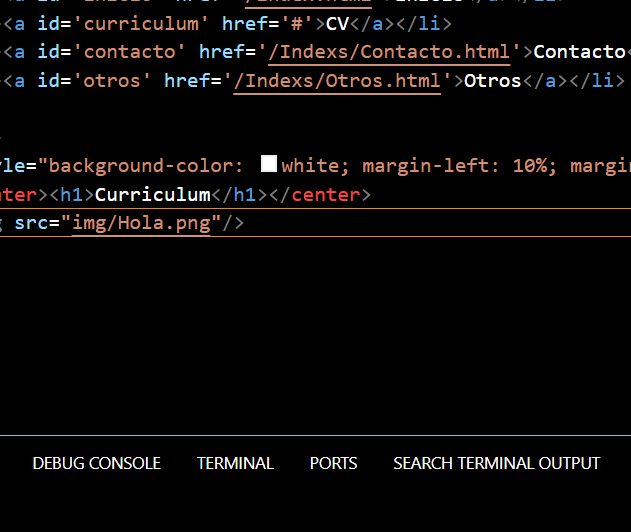 <a id='curriculum' href='#'>CV</a></li>
<a id='contacto' href='/Indexs/Contacto.html'>Contacto<
<a id='otros' href='/Indexs/Otros.html'>Otros</a></li>
yle="background-color: white; margin-left: 10%; margin
nter><h1>Curriculum</h1></center>
g src="img/Hola.png"/>
DEBUG CONSOLE TERMINAL PORTS SEARCH TERMINAL OUTPUT